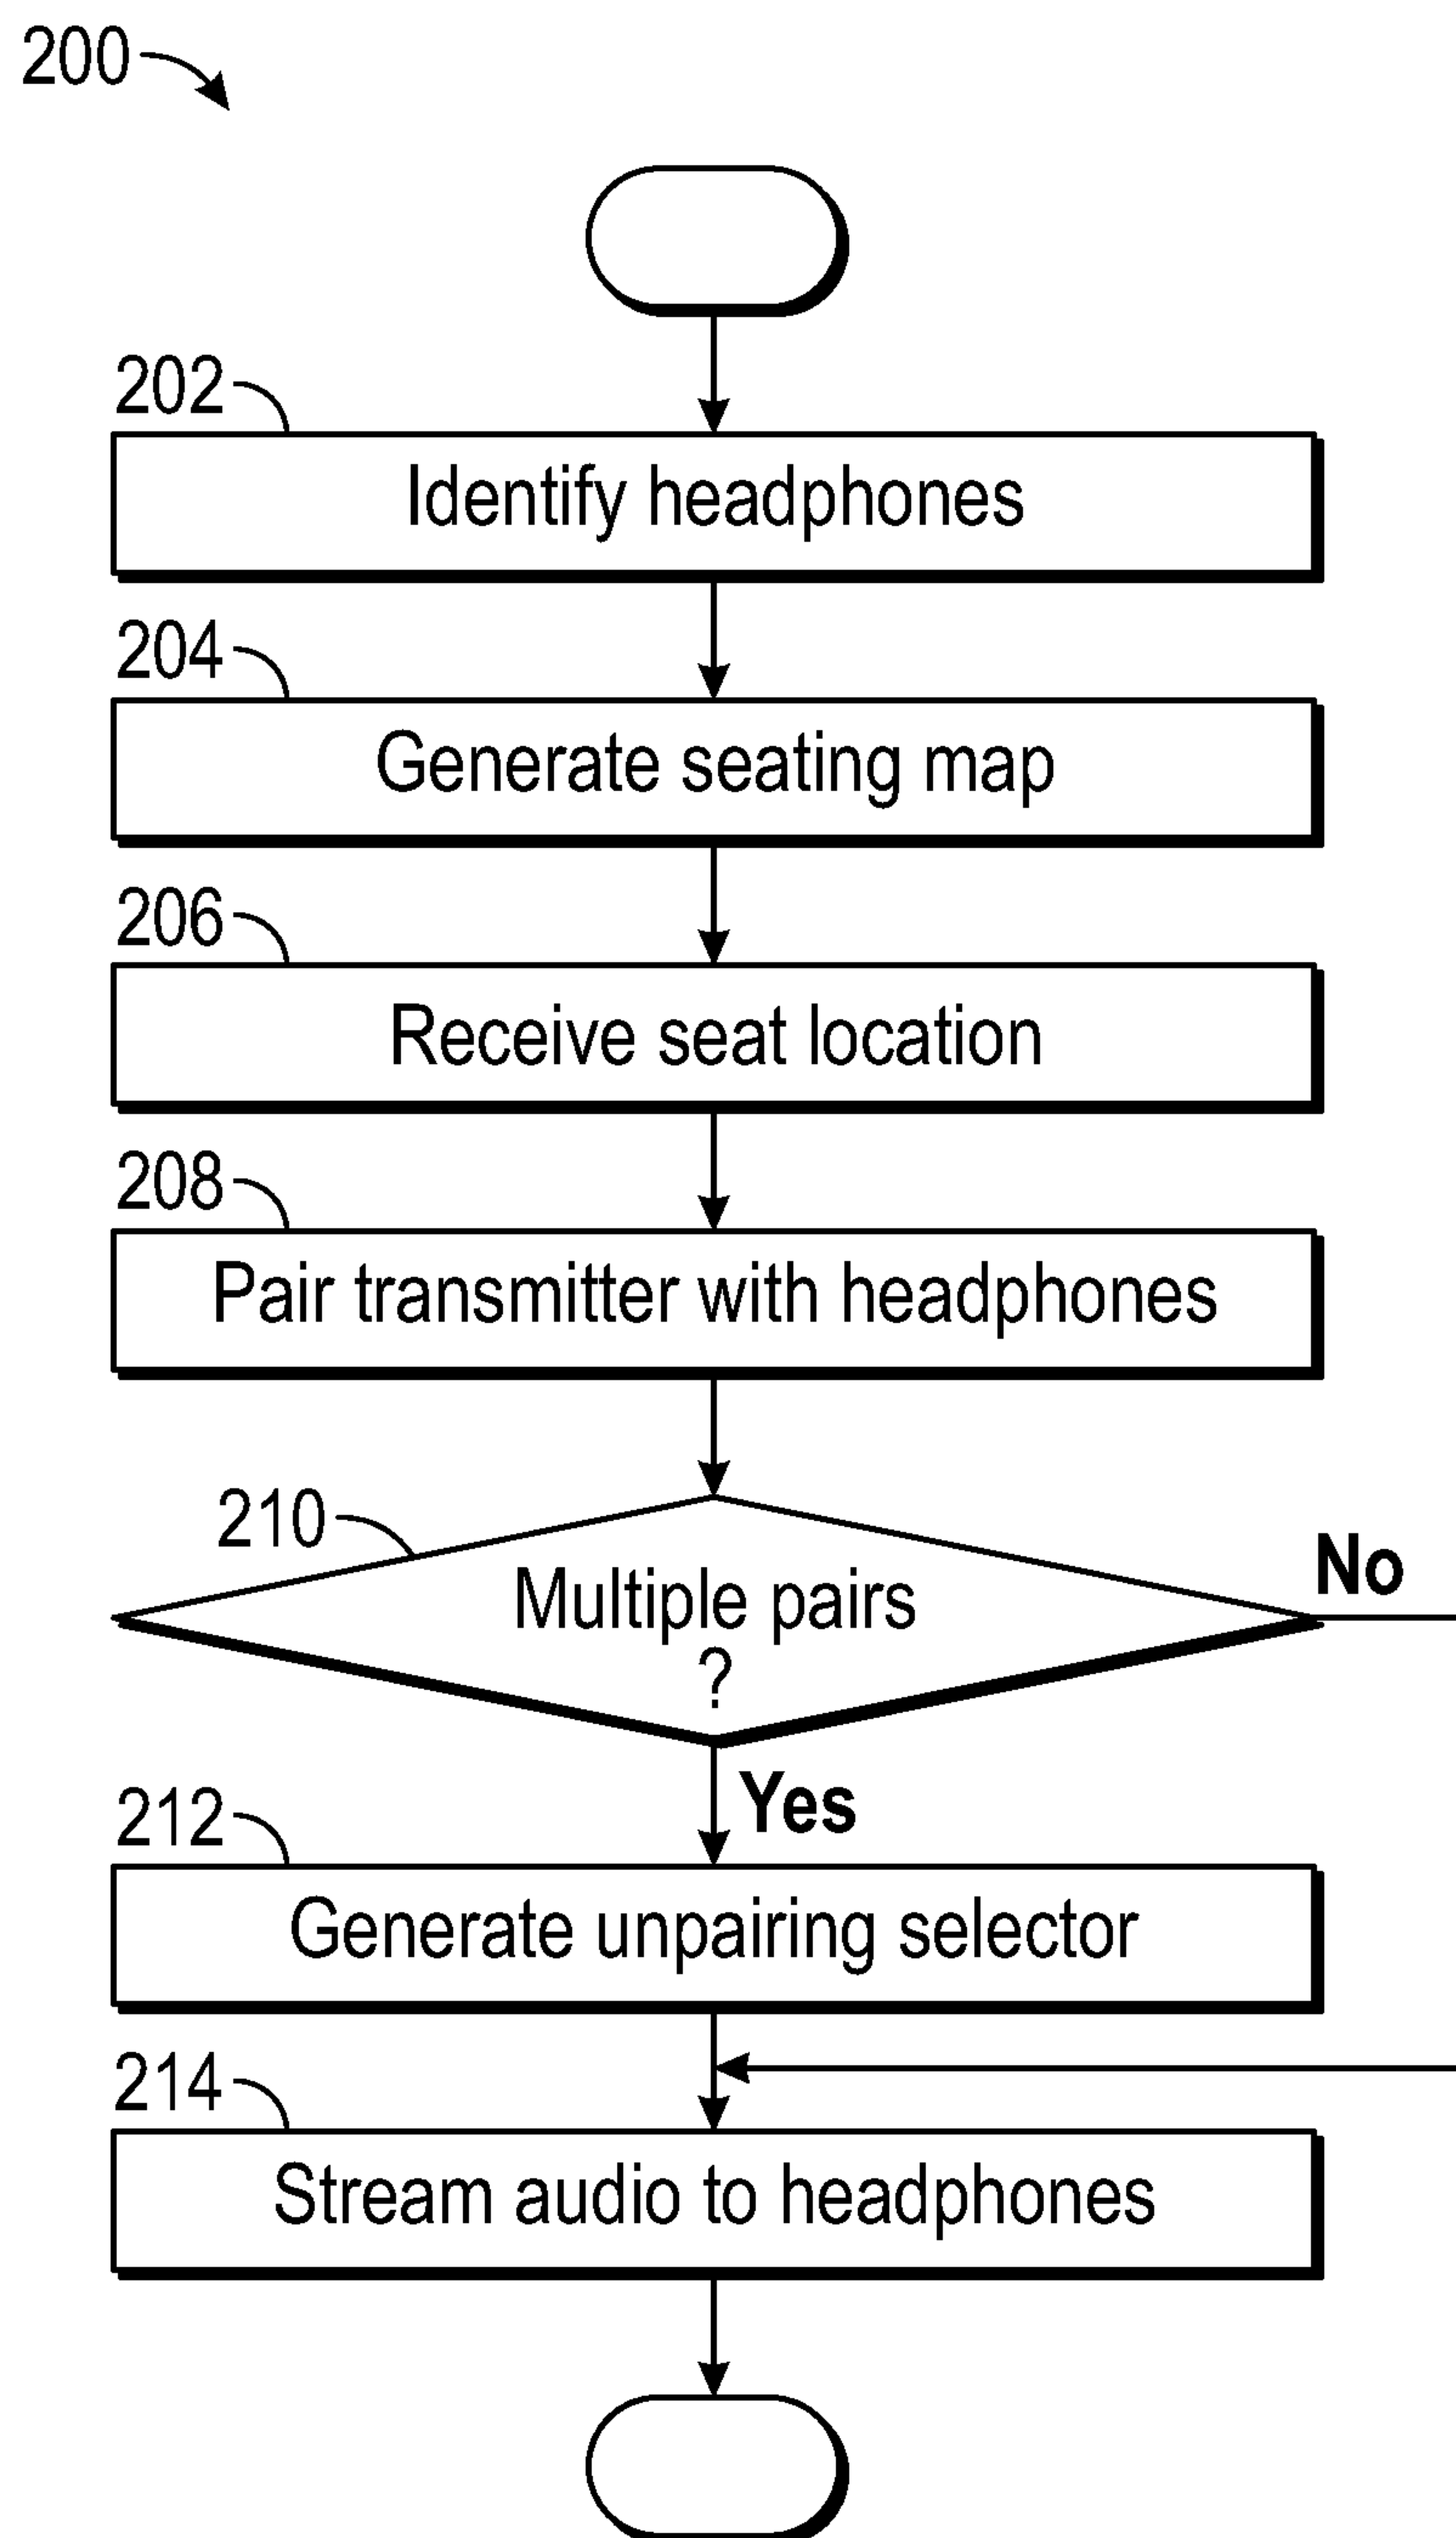 200
202
Identify headphones
204
Generate seating map
206
Receive seat location
208
Pair transmitter with headphones
210
Multiple pairs
?
No
Yes
212
Generate unpairing selector
214
Stream audio to headphones